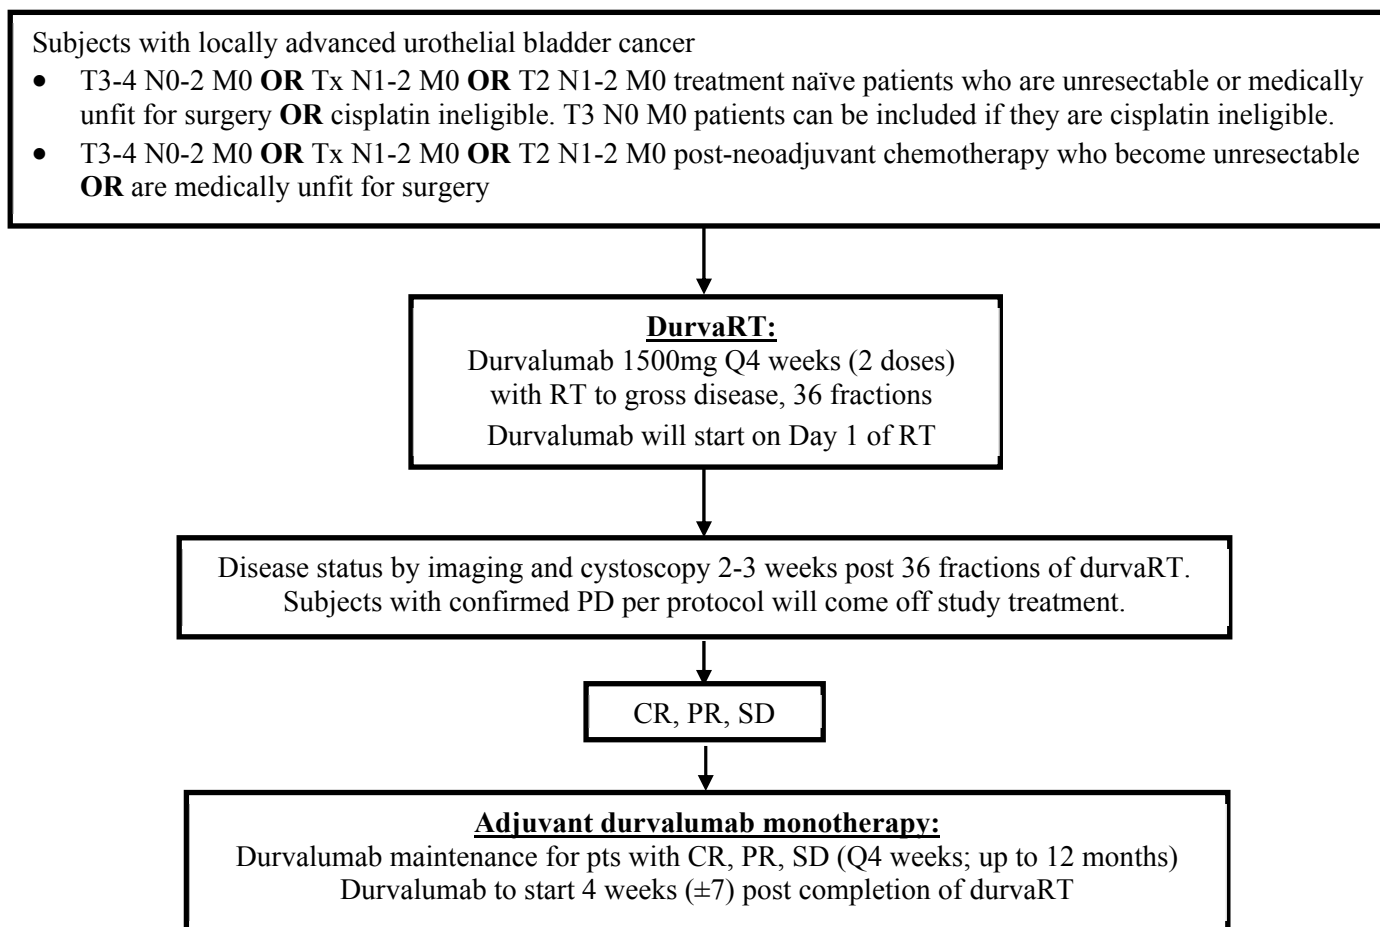 Subjects with locally advanced urothelial bladder cancer
• T3-4 N0-2 M0 OR Tx N1-2 M0 OR T2 N1-2 M0 treatment naïve patients who are unresectable or medically
unfit for surgery OR cisplatin ineligible. T3 N0 M0 patients can be included if they are cisplatin ineligible.
• T3-4 N0-2 M0 OR Tx N1-2 M0 OR T2 N1-2 M0 post-neoadjuvant chemotherapy who become unresectable
OR are medically unfit for surgery
DurvaRT:
Durvalumab 1500mg Q4 weeks (2 doses)
with RT to gross disease, 36 fractions
Durvalumab will start on Day 1 of RT
Disease status by imaging and cystoscopy 2-3 weeks post 36 fractions of durvaRT.
Subjects with confirmed PD per protocol will come off study treatment.
CR, PR, SD
Adjuvant durvalumab monotherapy:
Durvalumab maintenance for pts with CR, PR, SD (Q4 weeks; up to 12 months)
Durvalumab to start 4 weeks (±7) post completion of durvaRT